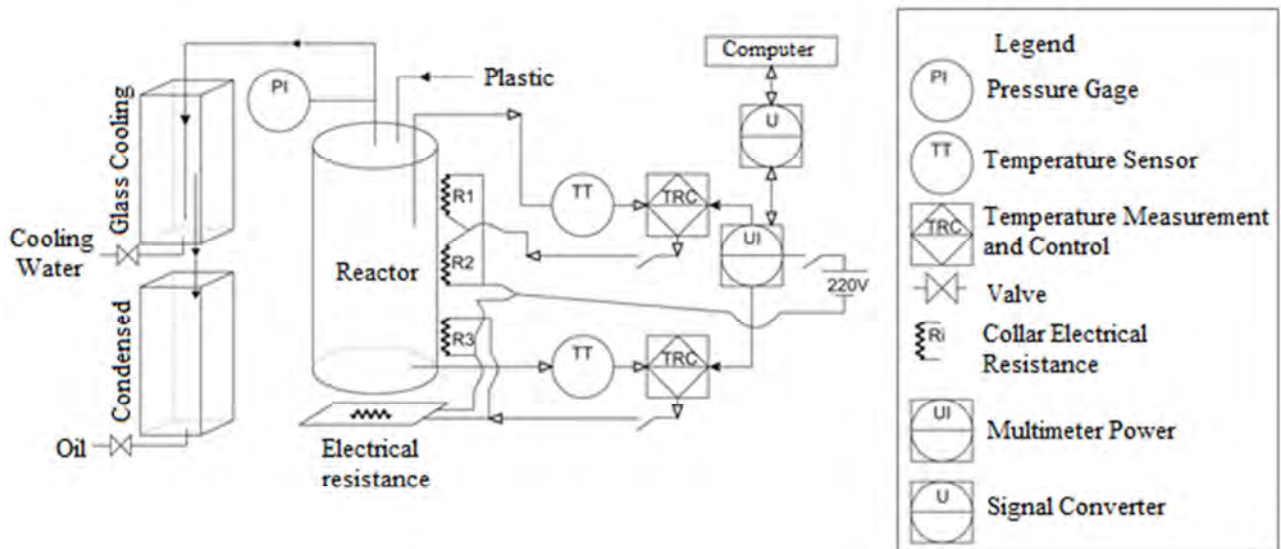 Computer
Plastic
PI
U
Glass Cooling
R1
TT
TRC
UI
Cooling
Water
Reactor
R2
220V
Condensed
R3
TT
TRC
Oil
Electrical
resistance
Legend
PI
Pressure Gage
TT
Temperature Sensor
TRC
Temperature Measurement
and Control
Valve
Ri
Collar Electrical
Resistance
UI
Multimeter Power
U
Signal Converter